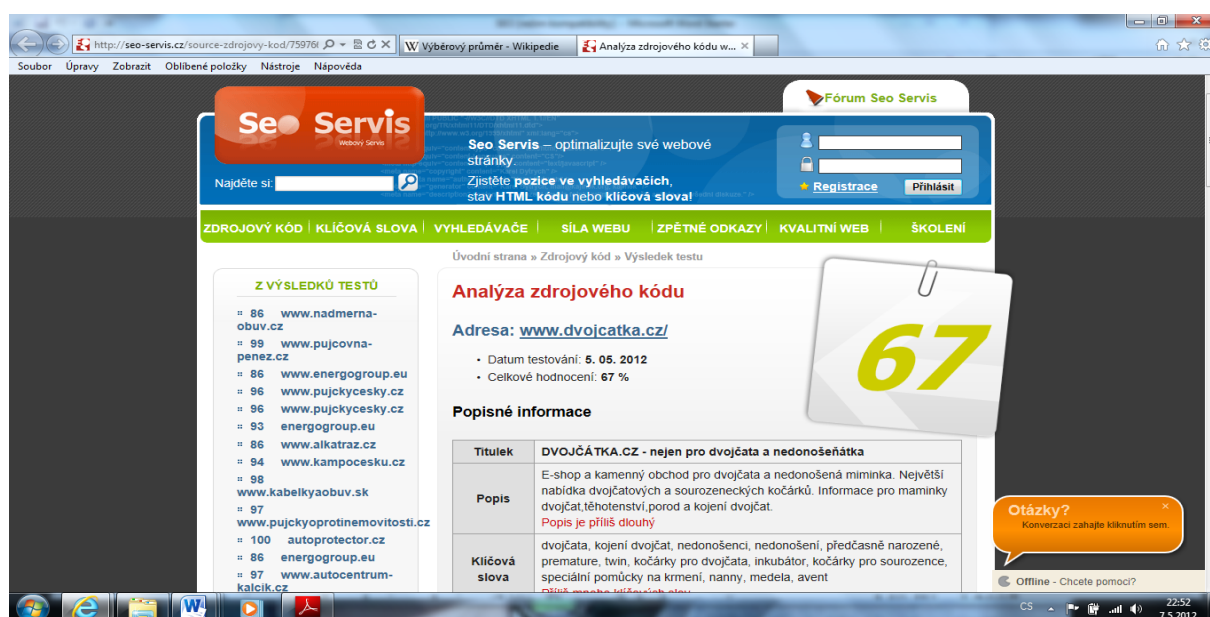 http://seo-servis.cz/source-zdrojovy-kod/75976
Výběrový průměr - Wikipedie
Analýza zdrojového kódu w...
Soubor Úpravy Zobrazit Oblíbené položky Nástroje Nápověda
Fórum Seo Servis
Seo Servis
Webový Servis
Seo Servis – optimalizujte své webové
stránky.
Zjistěte pozice ve vyhledávačích,
stav HTML kódu nebo klíčová slova!
Najděte si:
Registrace
Přihlásit
ZDROJOVÝ KÓD KLÍČOVÁ SLOVA VYHLEDÁVAČE SÍLA WEBU ZPĚTNÉ ODKAZY KVALITNÍ WEB ŠKOLENÍ
Úvodní strana » Zdrojový kód » Výsledek testu
Z VÝSLEDKŮ TESTŮ
86 www.nadmerna-
obuv.cz
99 www.pujcovna-
penez.cz
86 www.energogroup.eu
96 www.pujckycesky.cz
96 www.pujckycesky.cz
93 energogroup.eu
86 www.alkatraz.cz
94 www.kampocesku.cz
98
www.kabelkyaobuv.sk
97
www.pujckyoprotinemovitosti.cz
100 autoprotector.cz
86 energogroup.eu
97 www.autocentrum-
kalcik.cz
Analýza zdrojového kódu
67
Adresa: www.dvojcatka.cz/
• Datum testování: 5. 05. 2012
• Celkové hodnocení: 67 %
Popisné informace
Titulek DVOJČÁTKA.CZ - nejen pro dvojčata a nedonošeňátka
Popis
E-shop a kamenný obchod pro dvojčata a nedonošená miminka. Největší
nabídka dvojčatových a sourozeneckých kočárků. Informace pro maminky
dvojčat,těhotenství,porod a kojení dvojčat.
Popis je příliš dlouhý
Klíčová
slova
dvojčata, kojení dvojčat, nedonošenci, nedonošení, předčasně narozené,
premature, twin, kočárky pro dvojčata, inkubátor, kočárky pro sourozence,
speciální pomůcky na krmení, nanny, medela, avent
Příliš mnoho klíčových slov
Otázky?
Konverzaci zahajte kliknutím sem.
Offline - Chcete pomoci?
CS
22:52
7.5.2012